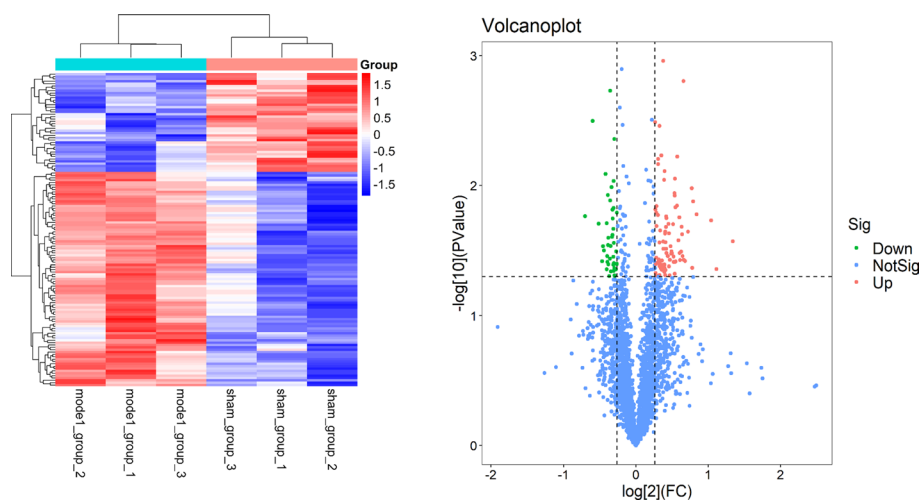 Group
1.5
1
0.5
0
-0.5
-1
-1.5
mode1_group_2
mode1_group_1
mode1_group_3
sham_group_3
sham_group_1
sham_group_2
Volcanoplot
3
2
1
0
-log[10](PValue)
-1
0
1
2
log[2](FC)
Sig
Down
NotSig
Up